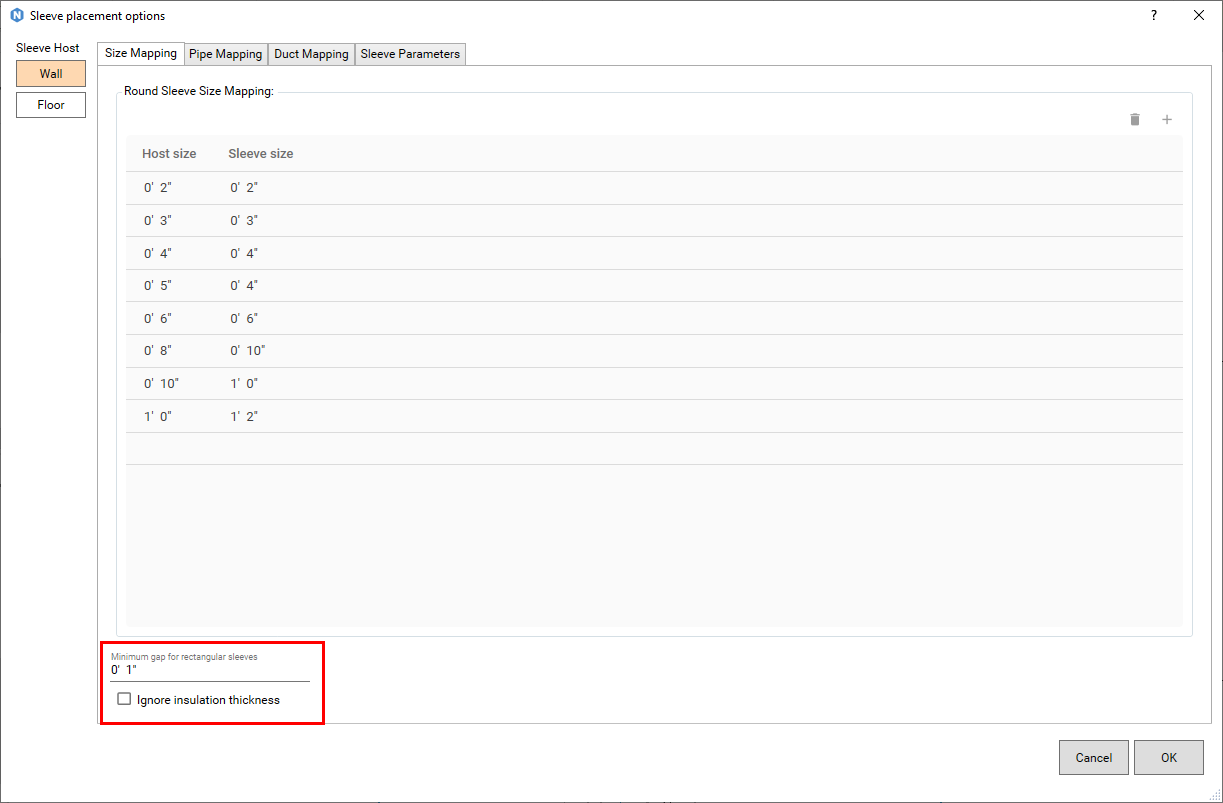 Sleeve placement options
?
Sleeve Host
Wall
Floor
Size Mapping Pipe Mapping Duct Mapping Sleeve Parameters
Round Sleeve Size Mapping:
Host size Sleeve size
0' 2" 0' 2"
0' 3" 0' 3"
0' 4" 0' 4"
0' 5" 0' 4"
0' 6" 0' 6"
0' 8" 0' 10"
0' 10" 1' 0"
1' 0" 1' 2"
Minimum gap for rectangular sleeves
0' 1"
Ignore insulation thickness
Cancel OK